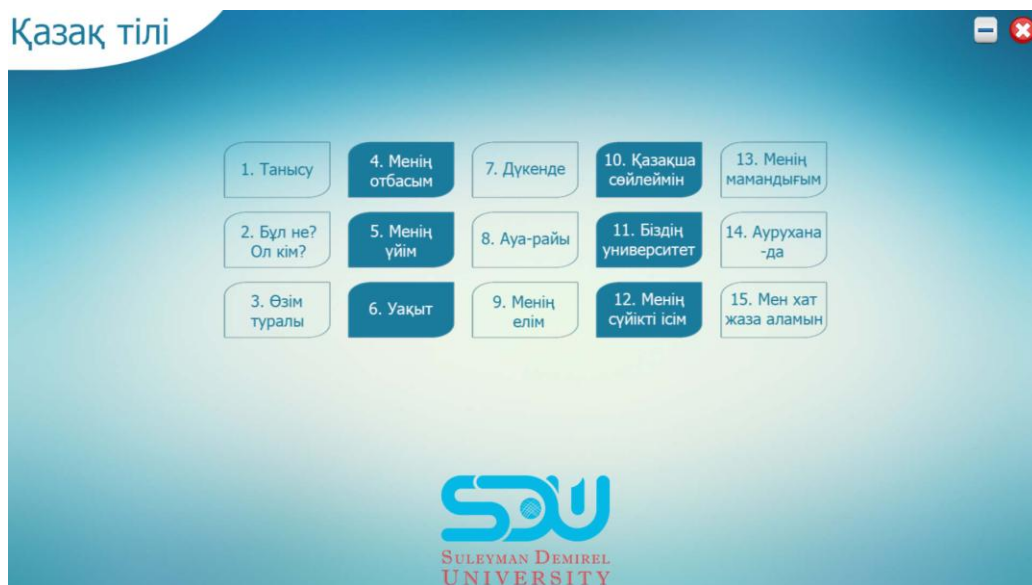 Қазақ тілі
1. Танысу
2. Бұл не?
Ол кім?
3. Өзім
туралы
4. Менің
отбасым
5. Менің
үйім
6. Уақыт
7. Дүкенде
8. Ауа-райы
9. Менің
елім
10. Қазақша
сөйлеймін
11. Біздің
университет
12. Менің
сүйікті ісім
13. Менің
мамандығым
14. Аурухана
-да
15. Мен хат
жаза аламын
SDU
SULEYMAN DEMIREL
UNIVERSITY